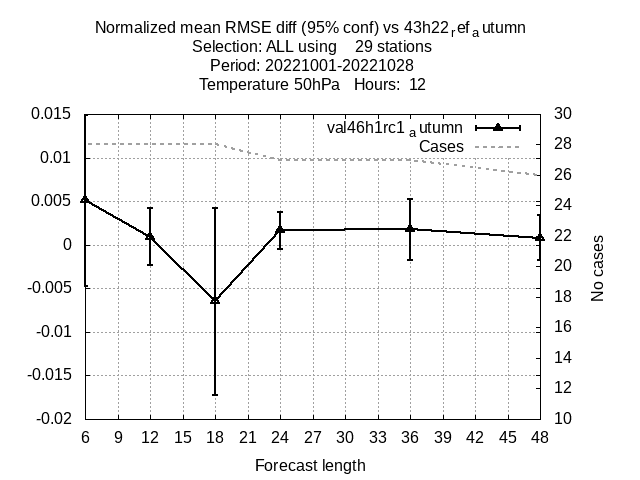 Normalized mean RMSE diff (95% conf) vs 43h22refautumn
Selection: ALL using 29 stations
Period: 20221001-20221028
Temperature 50hPa Hours: 12
val46h1rc1autumn
Cases
0.015
0.01
0.005
0
-0.005
-0.01
-0.015
-0.02
30
28
26
24
22
20
18
16
14
12
10
No cases
6 9 12 15 18 21 24 27 30 33 36 39 42 45 48
Forecast length